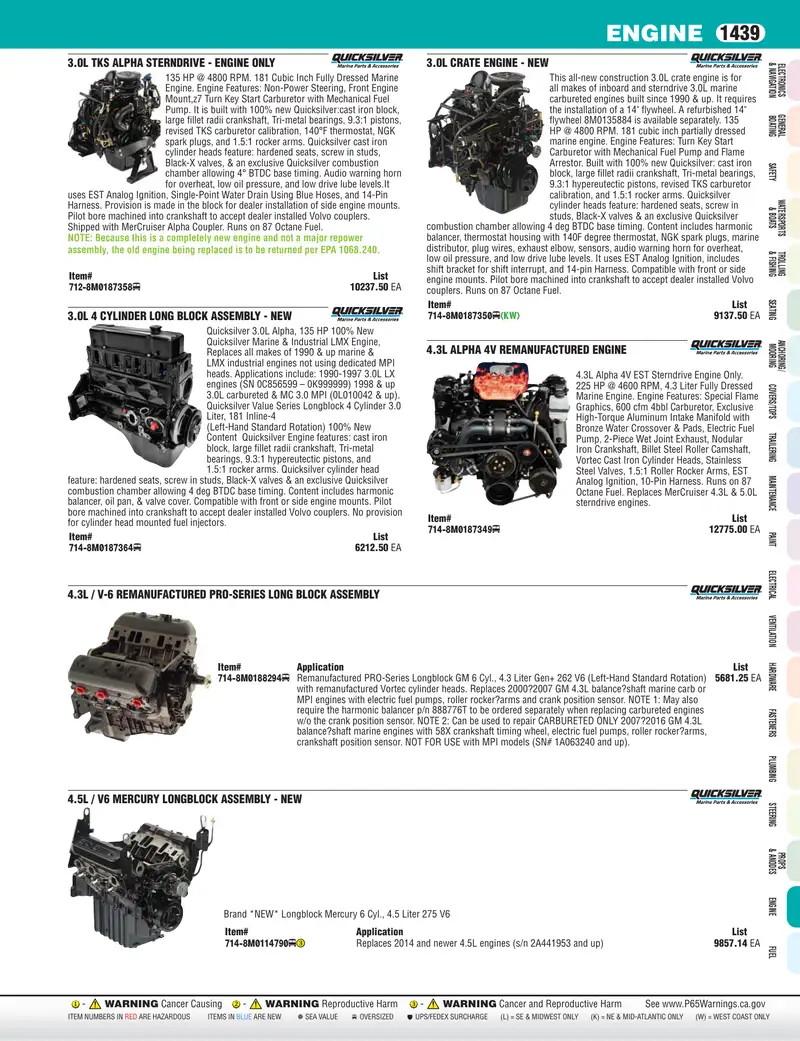 ENGINE 1439
3.0L TKS ALPHA STERNDRIVE - ENGINE ONLY
QUICKSILVER
Marine Parts & Accessories
135 HP @ 4800 RPM. 181 Cubic Inch Fully Dressed Marine
Engine. Engine Features: Non-Power Steering, Front Engine
Mount,z7 Turn Key Start Carburetor with Mechanical Fuel
Pump. It is built with 100% new Quicksilver:cast iron block,
large fillet radii crankshaft, Tri-metal bearings, 9.3:1 pistons,
revised TKS carburetor calibration, 140°F thermostat, NGK
spark plugs, and 1.5:1 rocker arms. Quicksilver cast iron
cylinder heads feature: hardened seats, screw in studs,
Black-X valves, & an exclusive Quicksilver combustion
chamber allowing 4° BTDC base timing. Audio warning horn
for overheat, low oil pressure, and low drive lube levels.It
uses EST Analog Ignition, Single-Point Water Drain Using Blue Hoses, and 14-Pin
Harness. Provision is made in the block for dealer installation of side engine mounts.
Pilot bore machined into crankshaft to accept dealer installed Volvo couplers.
Shipped with MerCruiser Alpha Coupler. Runs on 87 Octane Fuel.
NOTE: Because this is a completely new engine and not a major repower
assembly, the old engine being replaced is to be returned per EPA 1068.240.
Item# List
712-8M0187358 10237.50 EA
3.0L 4 CYLINDER LONG BLOCK ASSEMBLY - NEW
QUICKSILVER
Marine Parts & Accessories
Quicksilver 3.0L Alpha, 135 HP 100% New
Quicksilver Marine & Industrial LMX Engine,
Replaces all makes of 1990 & up marine &
LMX industrial engines not using dedicated MPI
heads. Applications include: 1990-1997 3.0L LX
engines (SN 0C856599 – 0K999999) 1998 & up
3.0L carbureted & MC 3.0 MPI (0L010042 & up).
Quicksilver Value Series Longblock 4 Cylinder 3.0
Liter, 181 Inline-4
(Left-Hand Standard Rotation) 100% New
Content Quicksilver Engine features: cast iron
block, large fillet radii crankshaft, Tri-metal
bearings, 9.3:1 hypereutectic pistons, and
1.5:1 rocker arms. Quicksilver cylinder head
feature: hardened seats, screw in studs, Black-X valves & an exclusive Quicksilver
combustion chamber allowing 4 deg BTDC base timing. Content includes harmonic
balancer, oil pan, & valve cover. Compatible with front or side engine mounts. Pilot
bore machined into crankshaft to accept dealer installed Volvo couplers. No provision
for cylinder head mounted fuel injectors.
Item# List
714-8M0187364 6212.50 EA
3.0L CRATE ENGINE - NEW
QUICKSILVER
Marine Parts & Accessories
This all-new construction 3.0L crate engine is for
all makes of inboard and sterndrive 3.0L marine
carbureted engines built since 1990 & up. It requires
the installation of a 14" flywheel. A refurbished 14"
flywheel 8M0135884 is available separately. 135
HP @ 4800 RPM. 181 cubic inch partially dressed
marine engine. Engine Features: Turn Key Start
Carburetor with Mechanical Fuel Pump and Flame
Arrestor. Built with 100% new Quicksilver: cast iron
block, large fillet radii crankshaft, Tri-metal bearings,
9.3:1 hypereutectic pistons, revised TKS carburetor
calibration, and 1.5:1 rocker arms. Quicksilver
cylinder heads feature: hardened seats, screw in
studs, Black-X valves & an exclusive Quicksilver
combustion chamber allowing 4 deg BTDC base timing. Content includes harmonic
balancer, thermostat housing with 140F degree thermostat, NGK spark plugs, marine
distributor, plug wires, exhaust elbow, sensors, audio warning horn for overheat,
low oil pressure, and low drive lube levels. It uses EST Analog Ignition, includes
shift bracket for shift interrupt, and 14-pin Harness. Compatible with front or side
engine mounts. Pilot bore machined into crankshaft to accept dealer installed Volvo
couplers. Runs on 87 Octane Fuel.
Item# List
714-8M0187350 (KW) 9137.50 EA
4.3L ALPHA 4V REMANUFACTURED ENGINE
QUICKSILVER
Marine Parts & Accessories
4.3L Alpha 4V EST Sterndrive Engine Only.
225 HP @ 4600 RPM, 4.3 Liter Fully Dressed
Marine Engine. Engine Features: Special Flame
Graphics, 600 cfm 4bbl Carburetor, Exclusive
High-Torque Aluminum Intake Manifold with
Bronze Water Crossover & Pads, Electric Fuel
Pump, 2-Piece Wet Joint Exhaust, Nodular
Iron Crankshaft, Billet Steel Roller Camshaft,
Vortec Cast Iron Cylinder Heads, Stainless
Steel Valves, 1.5:1 Roller Rocker Arms, EST
Analog Ignition, 10-Pin Harness. Runs on 87
Octane Fuel. Replaces MerCruiser 4.3L & 5.0L
sterndrive engines.
Item# List
714-8M0187349 12775.00 EA
4.3L / V-6 REMANUFACTURED PRO-SERIES LONG BLOCK ASSEMBLY
QUICKSILVER
Marine Parts & Accessories
Item# Application List
714-8M0188294 Remanufactured PRO-Series Longblock GM 6 Cyl., 4.3 Liter Gen+ 262 V6 (Left-Hand Standard Rotation) 5681.25 EA
with remanufactured Vortec cylinder heads. Replaces 2000?2007 GM 4.3L balance?shaft marine carb or
MPI engines with electric fuel pumps, roller rocker?arms and crank position sensor. NOTE 1: May also
require the harmonic balancer p/n 888776T to be ordered separately when replacing carbureted engines
w/o the crank position sensor. NOTE 2: Can be used to repair CARBURETED ONLY 2007?2016 GM 4.3L
balance?shaft marine engines with 58X crankshaft timing wheel, electric fuel pumps, roller rocker?arms,
crankshaft position sensor. NOT FOR USE with MPI models (SN# 1A063240 and up).
4.5L / V6 MERCURY LONGBLOCK ASSEMBLY - NEW
QUICKSILVER
Marine Parts & Accessories
Brand *NEW* Longblock Mercury 6 Cyl., 4.5 Liter 275 V6
Item# Application List
714-8M0114790 3 Replaces 2014 and newer 4.5L engines (s/n 2A441953 and up) 9857.14 EA
ELECTRONICS
& NAVIGATION
GENERAL
BOATING
SAFETY
WATERSPORTS
& BOATS
TROLLING
& FISHING
SEATING
ANCHORING/
MOORING
COVERS/TOPS
TRAILERING
MAINTENANCE
PAINT
ELECTRICAL
VENTILATION
HARDWARE
FASTENERS
PLUMBING
STEERING
PROPS
& ANODES
ENGINE
FUEL
1 - WARNING Cancer Causing 2 - WARNING Reproductive Harm 3 - WARNING Cancer and Reproductive Harm See www.P65Warnings.ca.gov
ITEM NUMBERS IN RED ARE HAZARDOUS ITEMS IN BLUE ARE NEW SEA VALUE OVERSIZED UPS/FEDEX SURCHARGE (L) = SE & MIDWEST ONLY (K) = NE & MID-ATLANTIC ONLY (W) = WEST COAST ONLY